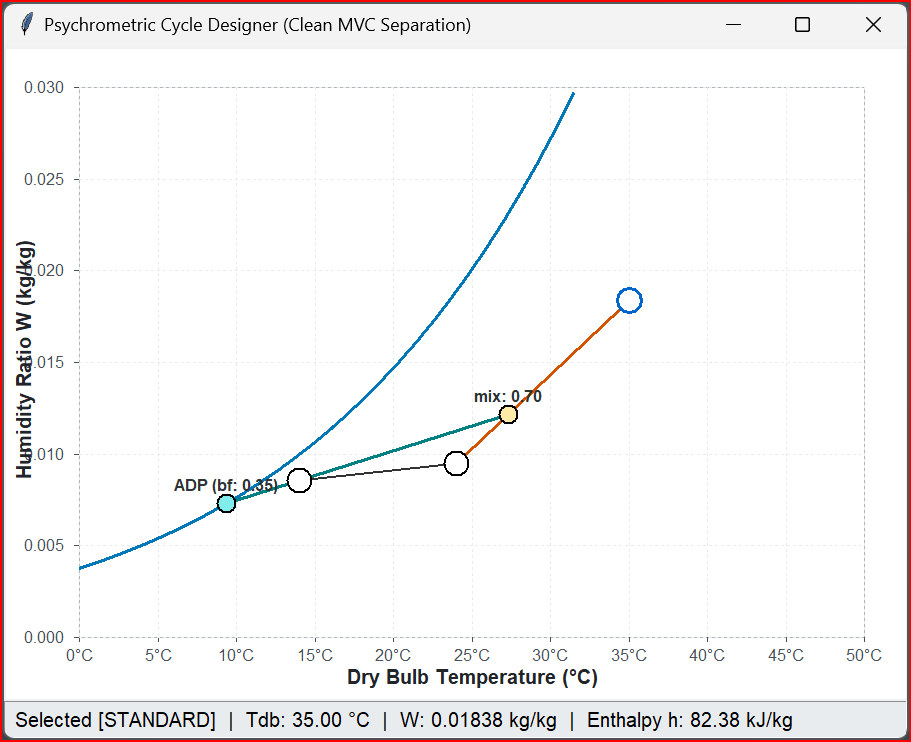 Psychrometric Cycle Designer (Clean MVC Separation)
0.030
0.025
0.020
0.015
0.010
0.005
0.000
Humidity Ratio W (kg/kg)
mix: 0.70
ADP (bf: 0.35)
0°C 5°C 10°C 15°C 20°C 25°C 30°C 35°C 40°C 45°C 50°C
Dry Bulb Temperature (°C)
Selected [STANDARD] | Tdb: 35.00 °C | W: 0.01838 kg/kg | Enthalpy h: 82.38 kJ/kg